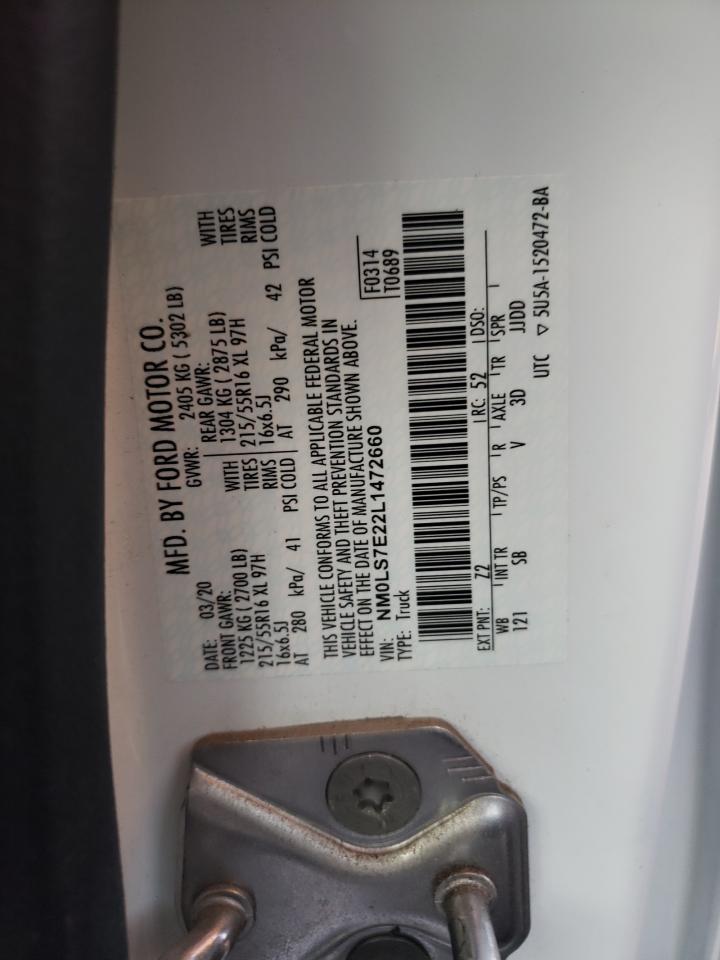 MFD. BY FORD MOTOR CO.
DATE: 03/20 GVWR: 2405 KG ( 5302 LB)
FRONT GAWR: REAR GAWR:
1225 KG ( 2700 LB) WITH 1304 KG ( 2875 LB) WITH
215/55R16 XL 97H TIRES 215/55R16 XL 97H TIRES
16x6.5J RIMS 16x6.5J RIMS
AT 280 kPa/ 41 PSI COLD AT 290 kPa/ 42 PSI COLD
THIS VEHICLE CONFORMS TO ALL APPLICABLE FEDERAL MOTOR
VEHICLE SAFETY AND THEFT PREVENTION STANDARDS IN
EFFECT ON THE DATE OF MANUFACTURE SHOWN ABOVE.
VIN: NM0LS7E22L1472660
TYPE: Truck
F0314
T0689
EXT PNT: Z2 RC: 52 DSO:
WB INT TR TP/PS R AXLE TR SPR
121 SB V 3D JJDD
UTC ▽ 5U5A-1520472-BA